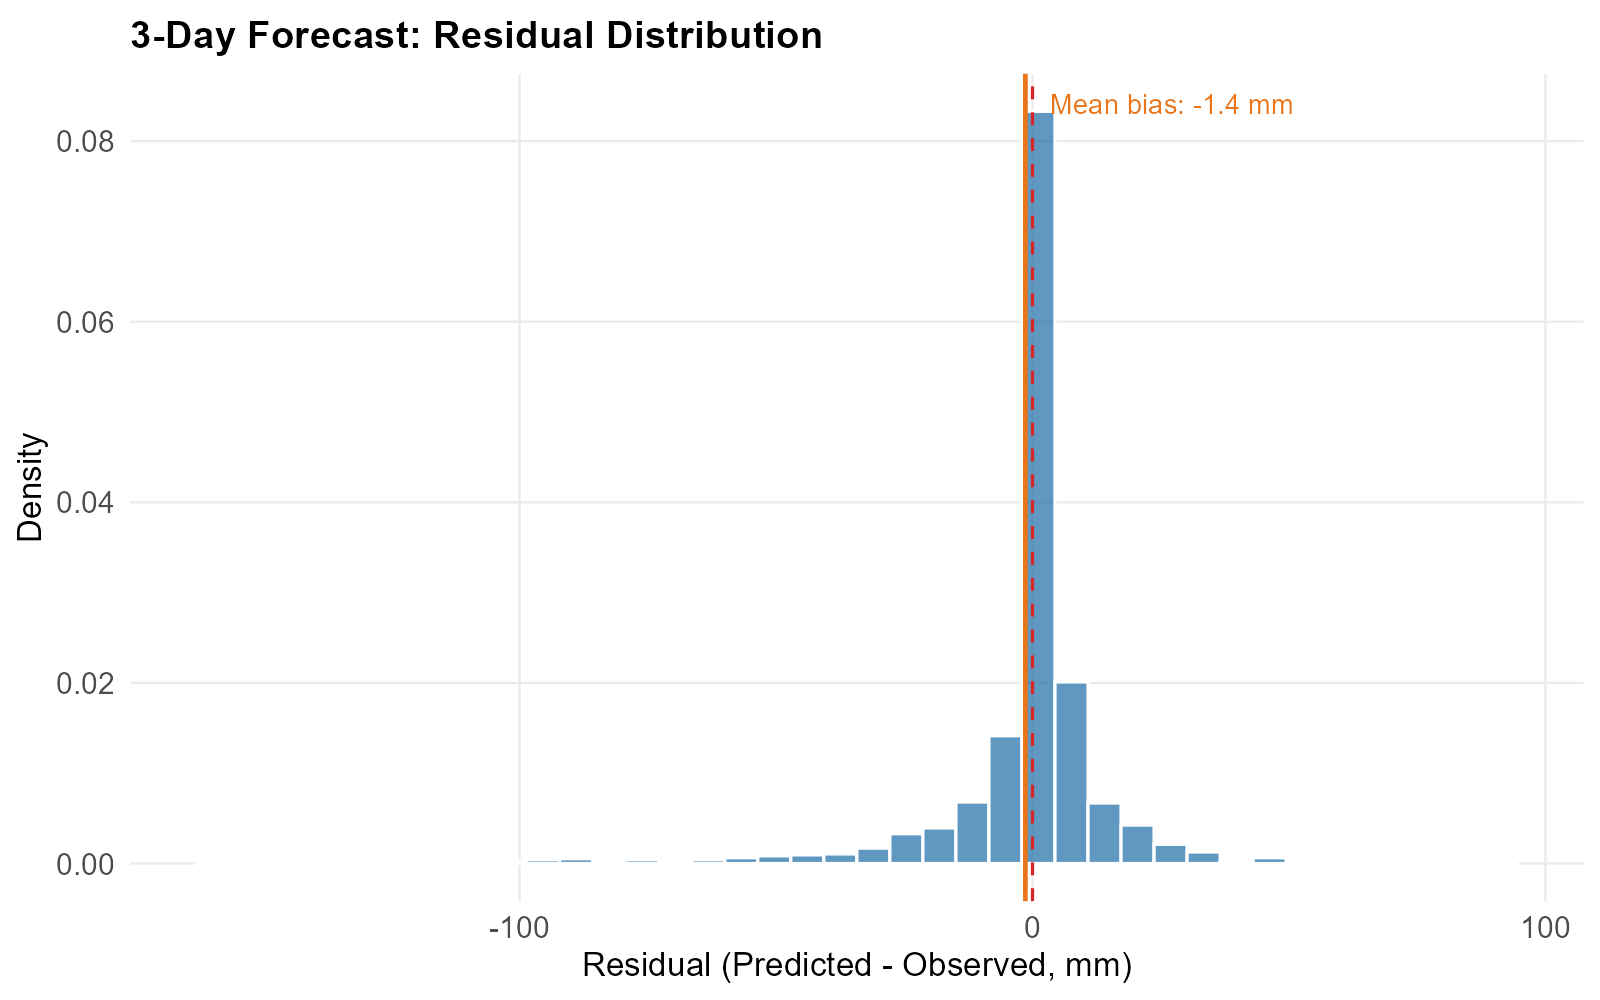 3-Day Forecast: Residual Distribution
Mean bias: -1.4 mm
0.08
0.06
0.04
0.02
0.00
Density
-100
0
100
Residual (Predicted - Observed, mm)